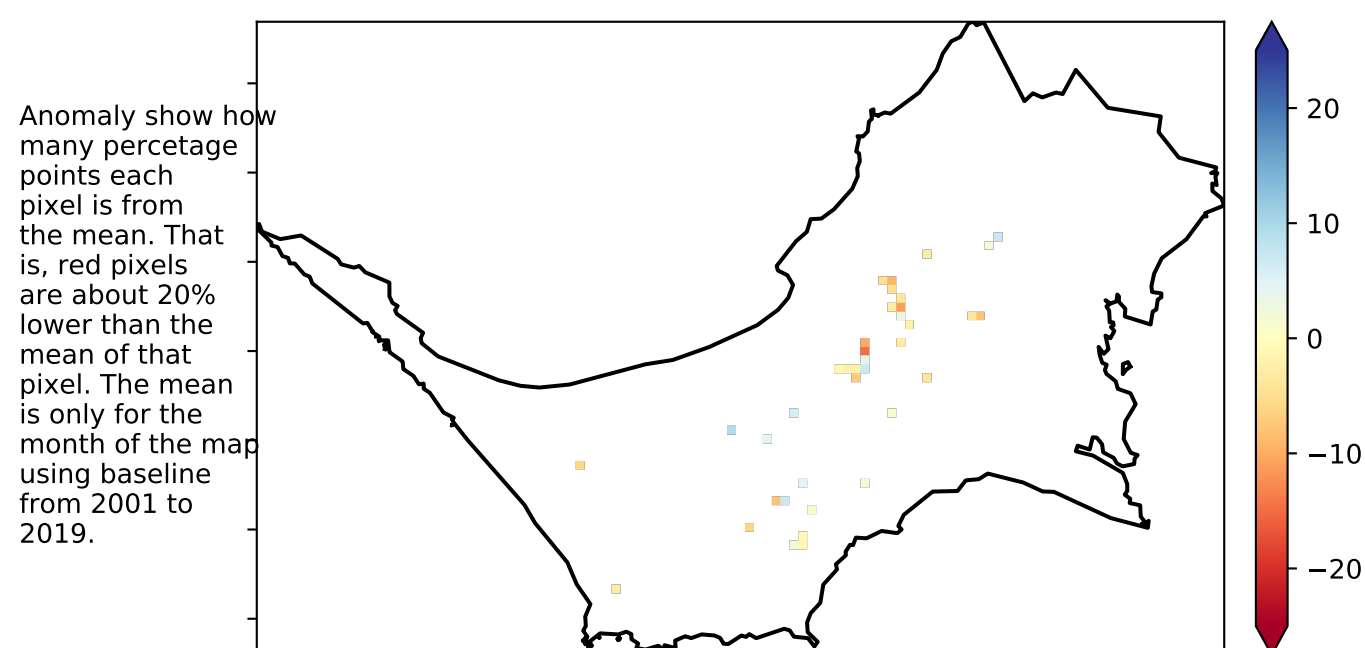 Anomaly show how
many percetage
points each
pixel is from
the mean. That
is, red pixels
are about 20%
lower than the
mean of that
pixel. The mean
is only for the
month of the map
using baseline
from 2001 to
2019.
20
10
0
−10
−20